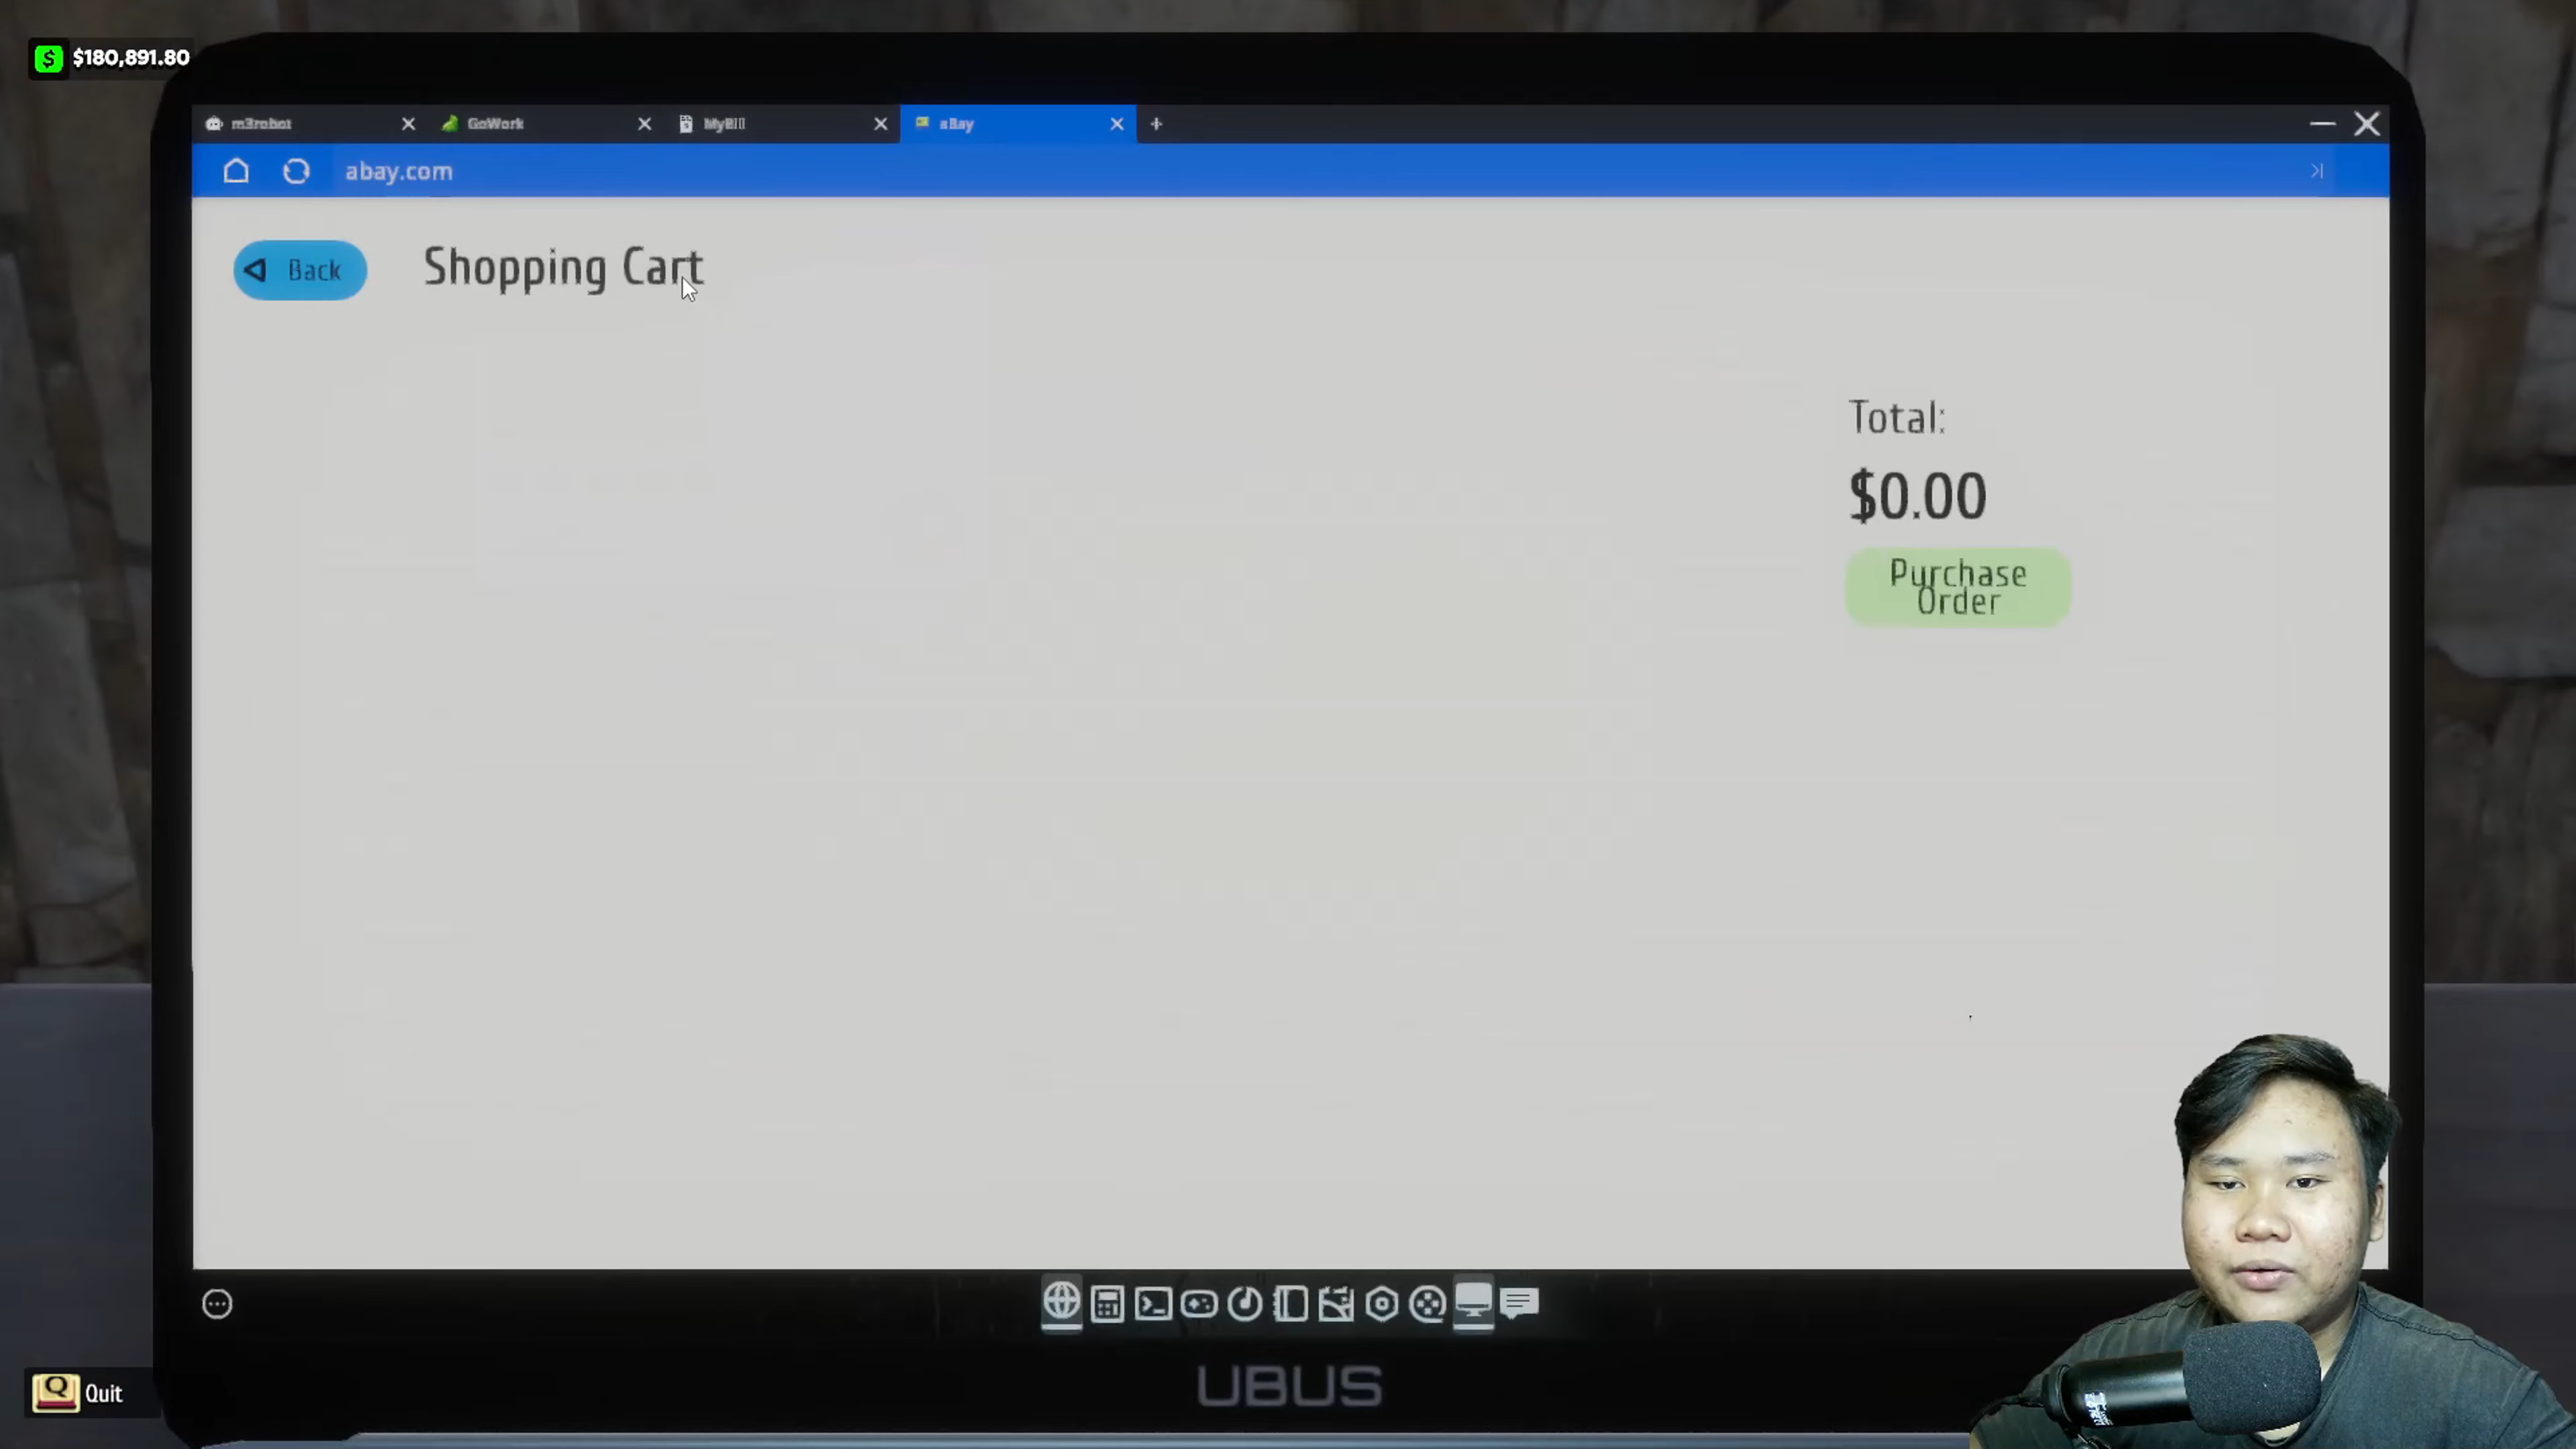 $180,891.80
m3robot
GoWork
MyBill
aBay
abay.com
Back
Shopping Cart
Total:
$0.00
Purchase
Order
UBUS
Q Quit